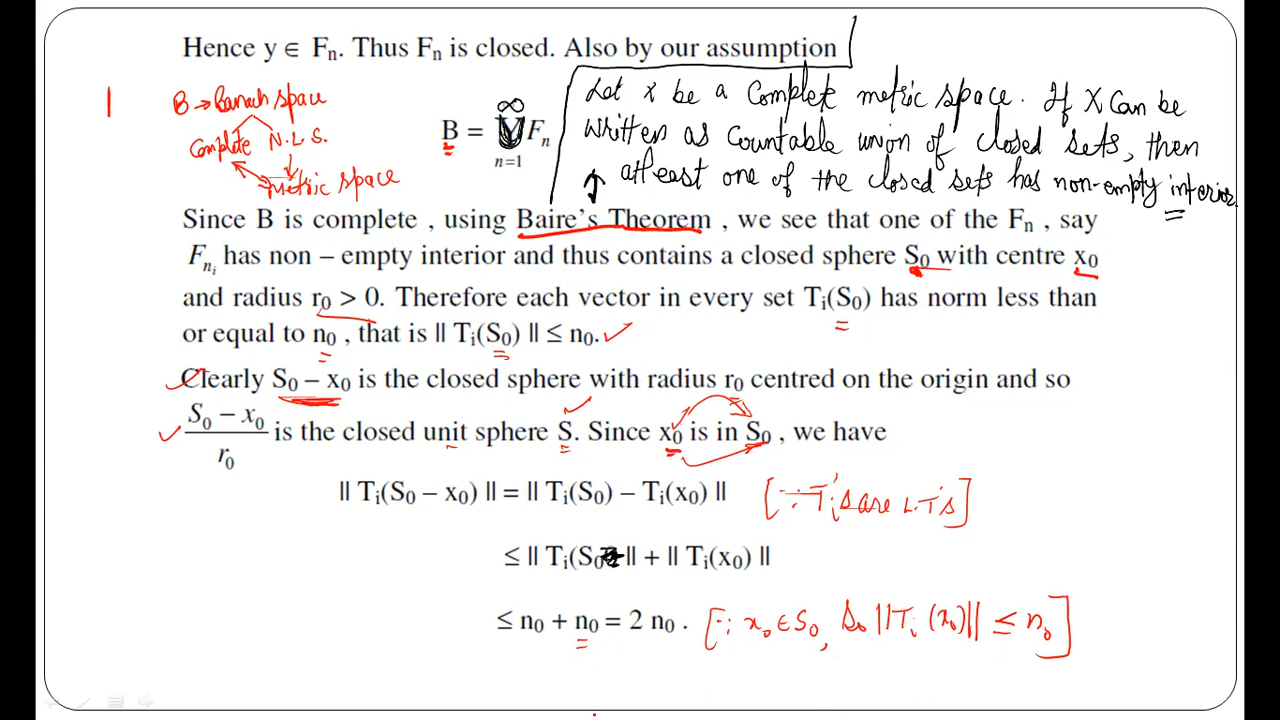 Hence y ∈ Fn. Thus Fn is closed. Also by our assumption
1
B → Banach space
Complete N.L.S.
metric space
B = ∞ ∪ n=1 Fn
Let X be a Complete metric space. If X Can be
written as Countable union of closed sets, then
atleast one of the closed sets has non-empty interior.
Since B is complete , using Baire's Theorem , we see that one of the Fn , say
Fni has non – empty interior and thus contains a closed sphere S0 with centre x0
and radius r0 > 0. Therefore each vector in every set Ti(S0) has norm less than
or equal to n0 , that is ‖ Ti(S0) ‖ ≤ n0.
Clearly S0 – x0 is the closed sphere with radius r0 centred on the origin and so
S0 – x0 / r0 is the closed unit sphere S. Since x0 is in S0 , we have
‖ Ti(S0 – x0) ‖ = ‖ Ti(S0) – Ti(x0) ‖ [∵ Ti's are L.T's]
≤ ‖ Ti(S0 ‖ + ‖ Ti(x0) ‖
≤ n0 + n0 = 2 n0 . [∵ x0 ∈ S0, So ‖Ti (x0)‖ ≤ n0]